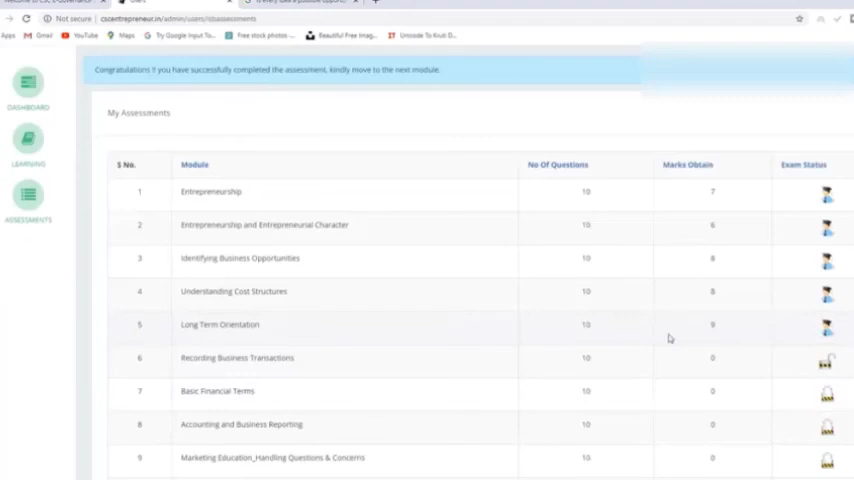 Users
Not secure | cscentrepreneur.in/admin/users/idbassessments
Apps Gmail YouTube Maps Try Google Input To... Free stock photos -... Beautiful Free Imag... Unicode To Kruti D...
Congratulations if you have successfully completed the assessment, kindly move to the next module.
DASHBOARD
LEARNING
ASSESSMENTS
My Assessments
S No. Module No Of Questions Marks Obtain Exam Status
1 Entrepreneurship 10 7
2 Entrepreneurship and Entrepreneurial Character 10 6
3 Identifying Business Opportunities 10 8
4 Understanding Cost Structures 10 8
5 Long Term Orientation 10 9
6 Recording Business Transactions 10 0
7 Basic Financial Terms 10 0
8 Accounting and Business Reporting 10 0
9 Marketing Education_Handling Questions & Concerns 10 0